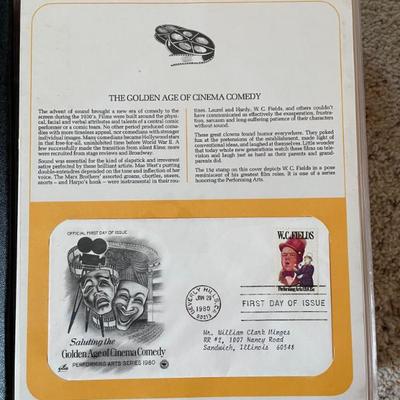 THE GOLDEN AGE OF CINEMA COMEDY
The advent of sound brought a new era of comedy to the
screen during the 1930's. Films were built around the physi-
cal, facial and verbal attributes and talents of a central comic
performer or a comic team. No other period produced come-
dies with more timeless appeal, nor comedians with stronger
individual images. Many comedians became Hollywood stars
in that free-for-all, uninhibited time before World War II. A
few successfully made the transition from silent films; more
were recruited from stage reviews and Broadway.
Sound was essential for the kind of slapstick and irreverent
satire perfected by these brilliant artists. Mae West's purring
double-entendres depended on the tone and inflection of her
voice. The Marx Brothers' assorted groans, chortles, snarls,
snorts — and Harpo's honk — were instrumental in their rou-
tines. Laurel and Hardy, W. C. Fields, and others couldn't
have communicated as effectively the exasperation, frustra-
tion, sarcasm and long-suffering patience of their characters
without sound.
These great clowns found humor everywhere. They poked
fun at the pretensions of the establishment, made light of
conventional ideas, and laughed at themselves. Little wonder
that today whole new generations watch these films on tele-
vision and laugh just as hard as their parents and grand-
parents did.
The 15¢ stamp on this cover depicts W. C. Fields in a pose
reminiscent of his greatest film roles. It is one of a series
honoring the Performing Arts.
OFFICIAL FIRST DAY OF ISSUE
Saluting the
Golden Age of Cinema Comedy
PERFORMING ARTS SERIES 1980
BEVERLY HILLS, CA
JAN 29
1980
90213
W.C. FIELDS
Performing Arts USA 15c
FIRST DAY OF ISSUE
Mr. William Clark Hinges
RR #1, 1007 Nancy Road
Sandwich, Illinois 60548